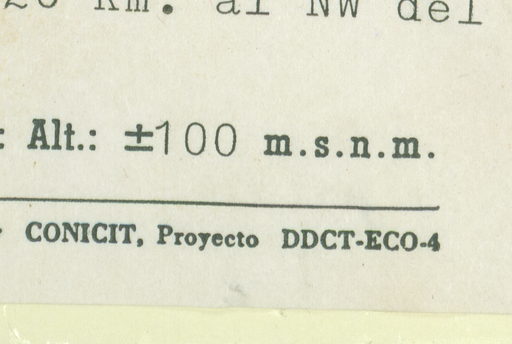 km. al NW del
: Alt.: ±100 m.s.n.m.
CONICIT, Proyecto DDCT-ECO-4